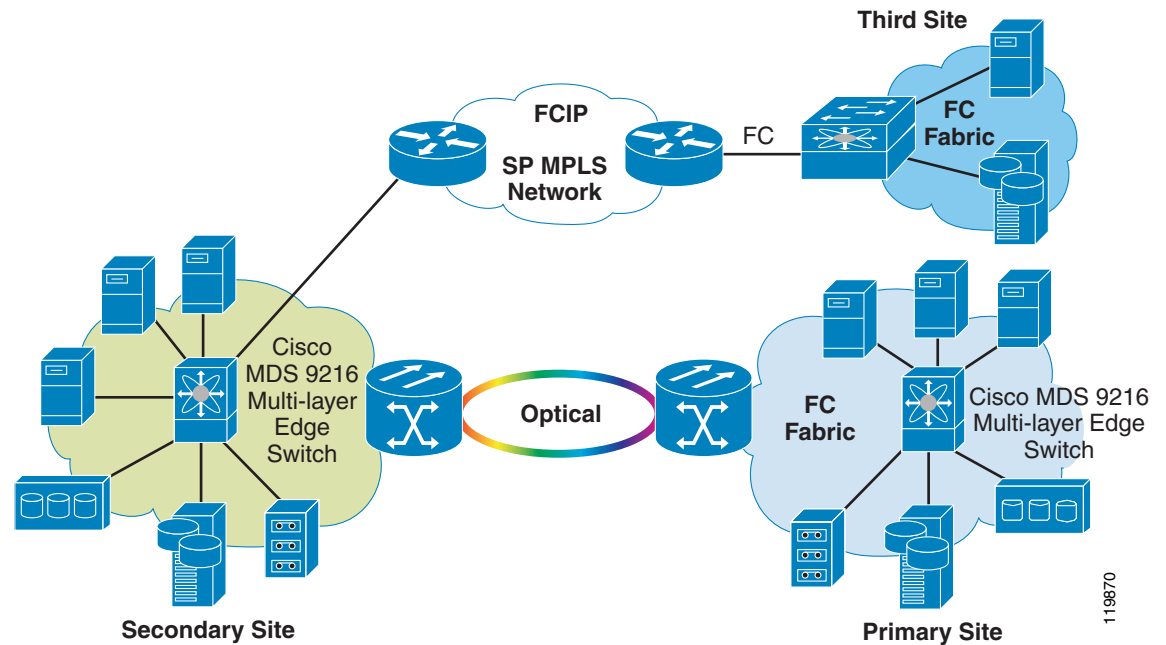 Third Site
FCIP
SP MPLS
Network
FC
FC
Fabric
Cisco
MDS 9216
Multi-layer
Edge
Switch
Optical
FC
Fabric
Cisco MDS 9216
Multi-layer Edge
Switch
Secondary Site
Primary Site
119870